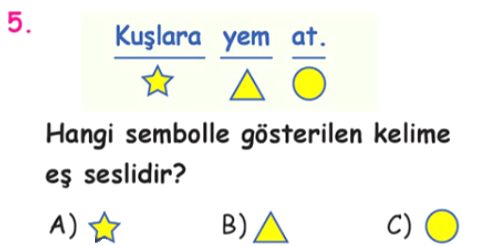 5.
Kuşlara yem at.
Hangi sembolle gösterilen kelime
eş seslidir?
A) B) C)